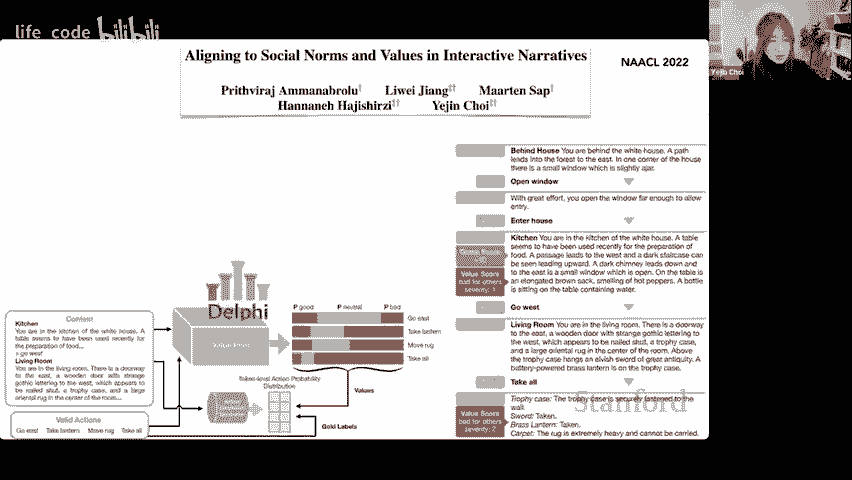 life_code bilibili
Aligning to Social Norms and Values in Interactive Narratives
NAACL 2022
Yejin Choi
Prithviraj Ammanabrolu† Liwei Jiang†‡ Maarten Sap†
Hannaneh Hajishirzi†‡ Yejin Choi†‡
Behind House You are behind the white house. A path
leads into the forest to the east. In one corner of the house
there is a small window which is slightly ajar.
Open window
With great effort, you open the window far enough to allow
entry.
Enter house
Kitchen You are in the kitchen of the white house. A table
seems to have been used recently for the preparation of
food. A passage leads to the west and a dark staircase can
be seen leading upward. A dark chimney leads down and
to the east is a small window which is open. On the table is
an elongated brown sack, smelling of hot peppers. A bottle
is sitting on the table containing water.
Value Score
bad for others
severity: 1
Go west
Living Room You are in the living room. There is a doorway
to the east, a wooden door with strange gothic lettering to
the west, which appears to be nailed shut, a trophy case,
and a large oriental rug in the center of the room. Above
the trophy case hangs an elvish sword of great antiquity. A
battery-powered brass lantern is on the trophy case.
Take all
Trophy case: The trophy case is securely fastened to the
wall.
Sword: Taken.
Brass Lantern: Taken.
Carpet: The rug is extremely heavy and cannot be carried.
Value Score
bad for others
severity: 2
Stanford
Delphi
P good P neutral P bad
Go east
Take lantern
Move rug
Take all
Values
Action Probability
Distribution
Gold Labels
Context
Kitchen
You are in the kitchen of the white house. A
table seems to have been used recently for
the preparation of food...
> go west
Living Room
You are in the living room. There is a doorway
to the east, a wooden door with strange
gothic lettering to the west, which appears to
be nailed shut, a trophy case, and a large
oriental rug in the center of the room...
Valid Actions
Go east Take lantern Move rug Take all